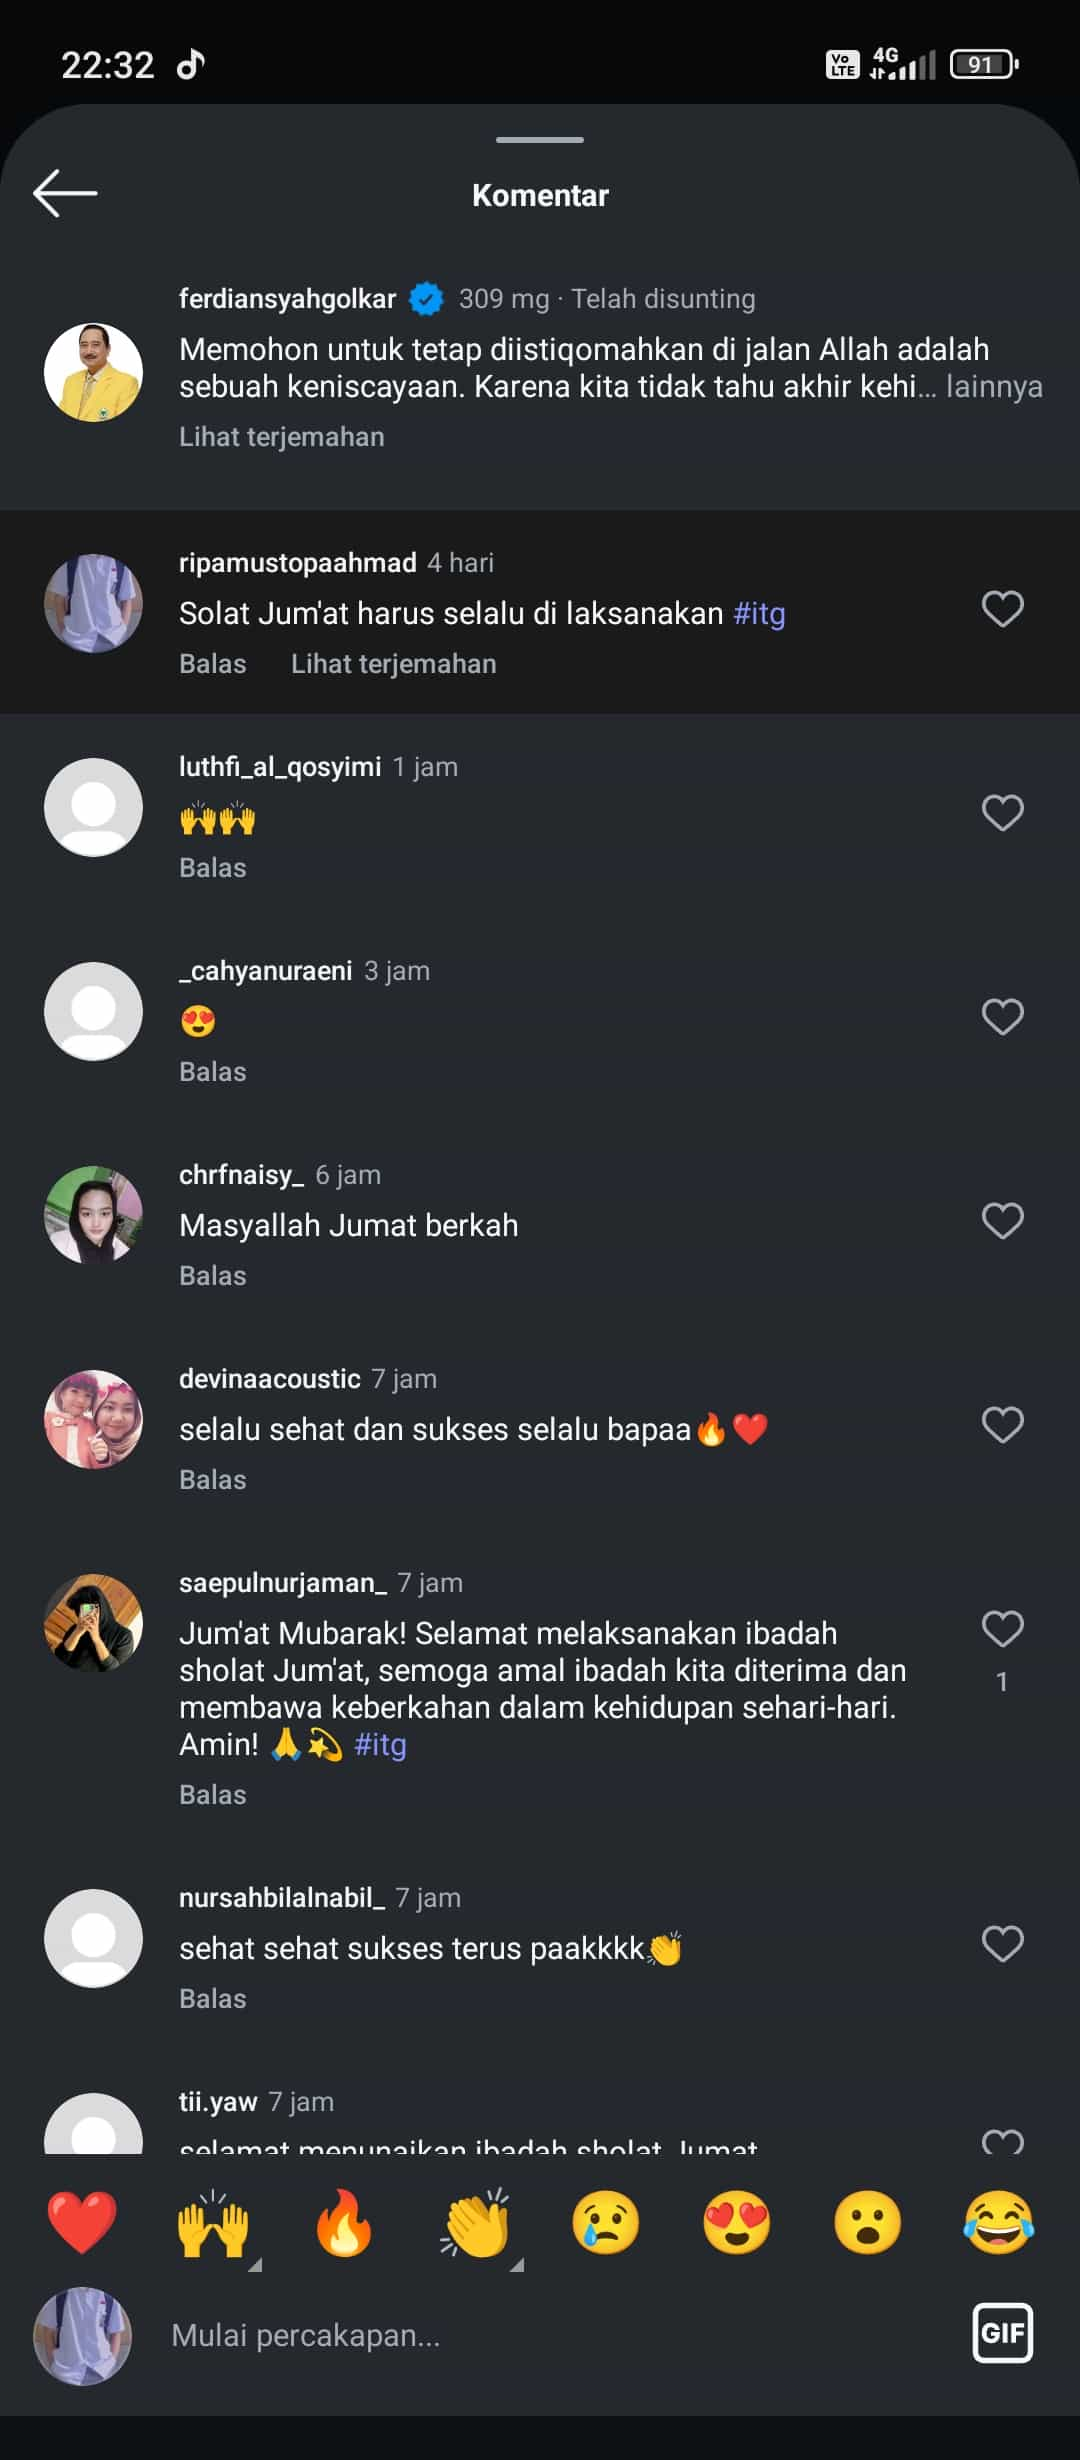 22:32
Vo LTE 4G 91
Komentar
ferdiansyahgolkar 309 mg · Telah disunting
Memohon untuk tetap diistiqomahkan di jalan Allah adalah
sebuah keniscayaan. Karena kita tidak tahu akhir kehi... lainnya
Lihat terjemahan
ripamustopaahmad 4 hari
Solat Jum'at harus selalu di laksanakan #itg
Balas Lihat terjemahan
luthfi_al_qosyimi 1 jam
🙌🙌
Balas
_cahyanuraeni 3 jam
😍
Balas
chrfnaisy_ 6 jam
Masyallah Jumat berkah
Balas
devinaacoustic 7 jam
selalu sehat dan sukses selalu bapaa🔥❤️
Balas
saepulnurjaman_ 7 jam
Jum'at Mubarak! Selamat melaksanakan ibadah
sholat Jum'at, semoga amal ibadah kita diterima dan
membawa keberkahan dalam kehidupan sehari-hari.
Amin! 🙏💫 #itg
1
Balas
nursahbilalnabil_ 7 jam
sehat sehat sukses terus paakkkk👏
Balas
tii.yaw 7 jam
selamat menunaikan ibadah sholat Jumat
❤️ 🙌 🔥 👏 😢 😍 😮 😂
Mulai percakapan...
GIF